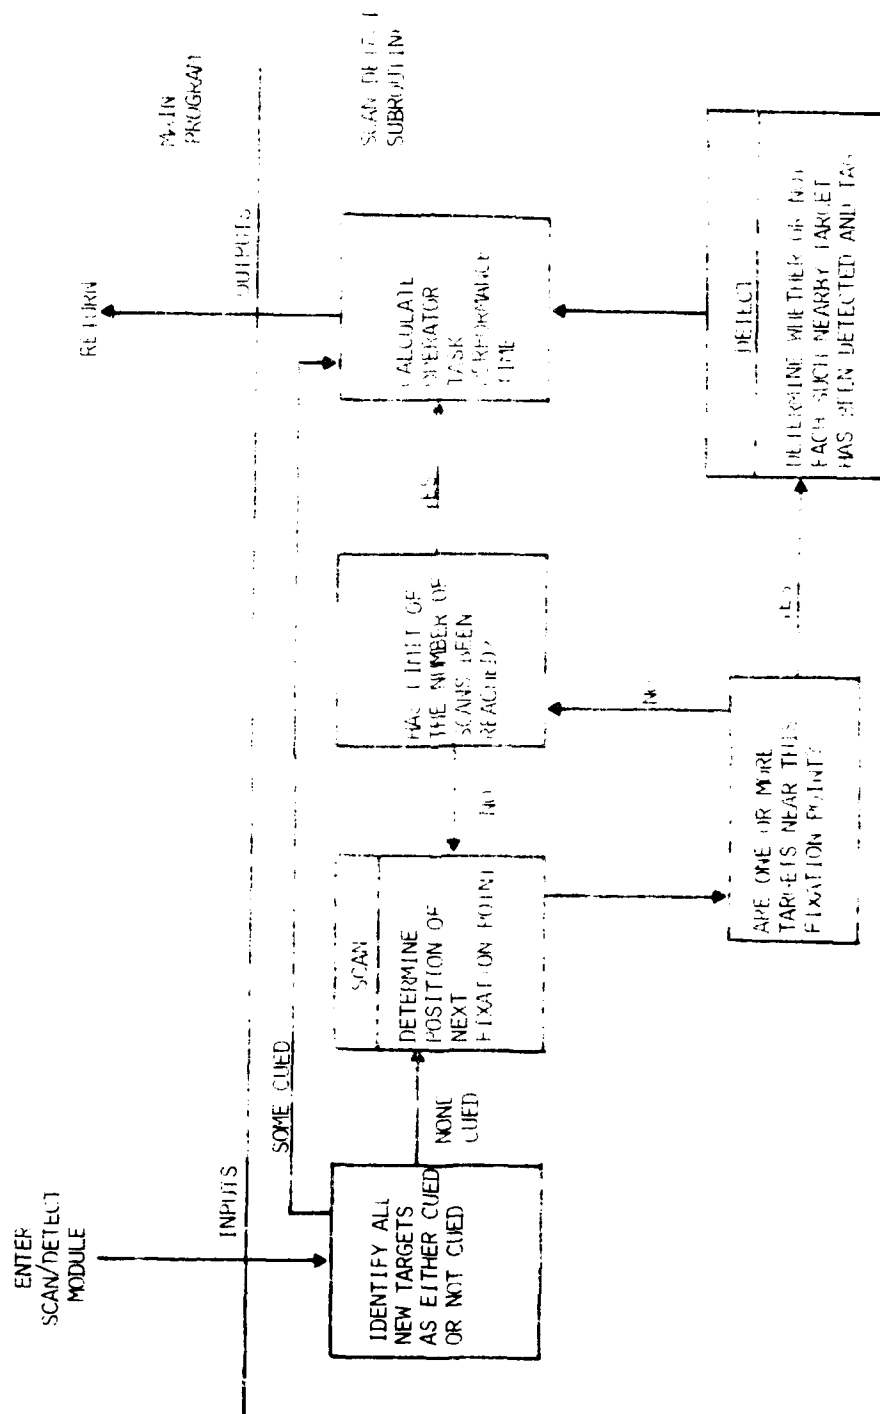 ENTER
SCAN/DETECT
MODULE
INPUTS
IDENTIFY ALL
NEW TARGETS
AS EITHER CUED
OR NOT CUED
SOME CUED
NONE
CUED
SCAN
DETERMINE
POSITION OF
NEXT
FIXATION POINT
ARE ONE OR MORE
TARGETS NEAR THIS
FIXATION POINT?
NO
YES
HAS LIMIT OF
THE NUMBER OF
SCANS BEEN
REACHED?
NO
YES
DETECT
DETERMINE WHETHER OR NOT
EACH SUCH NEARBY TARGET
HAS BEEN DETECTED AND TAG
CALCULATE
OPERATOR
TASK
PERFORMANCE
TIME
OUTPUTS
RETURN
MAIN
PROGRAM
SCAN DETECT
SUBROUTINE